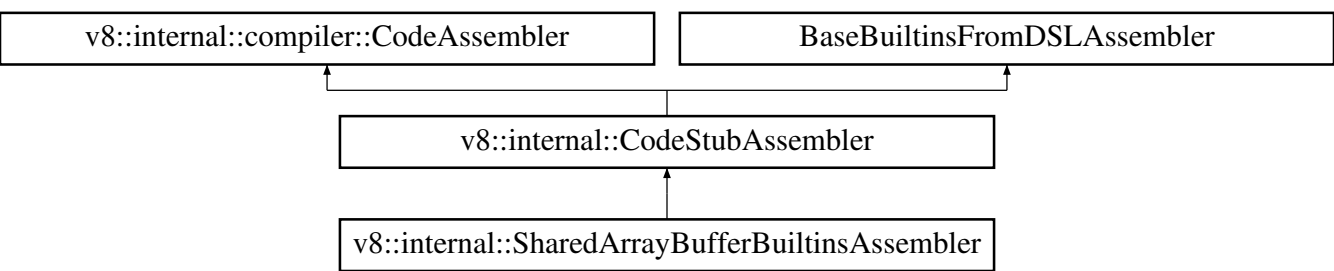 v8::internal::compiler::CodeAssembler
BaseBuiltinsFromDSLAssembler
v8::internal::CodeStubAssembler
v8::internal::SharedArrayBufferBuiltinsAssembler